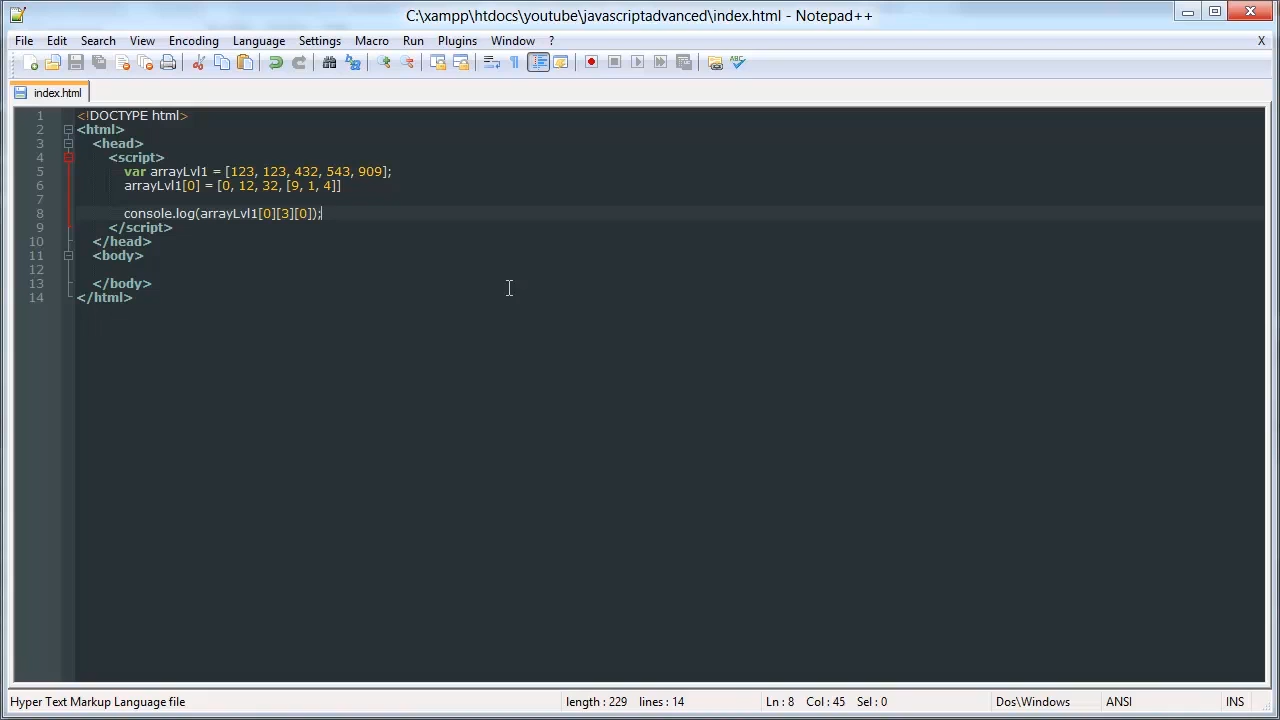 C:\xampp\htdocs\youtube\javascriptadvanced\index.html - Notepad++
File Edit Search View Encoding Language Settings Macro Run Plugins Window ? X
ABC
index.html
1 <!DOCTYPE html>
2 <html>
3 <head>
4 <script>
5 var arrayLvl1 = [123, 123, 432, 543, 909];
6 arrayLvl1[0] = [0, 12, 32, [9, 1, 4]]
7
8 console.log(arrayLvl1[0][3][0]);
9 </script>
10 </head>
11 <body>
12
13 </body>
14 </html>
Hyper Text Markup Language file length : 229 lines : 14 Ln : 8 Col : 45 Sel : 0 Dos\Windows ANSI INS